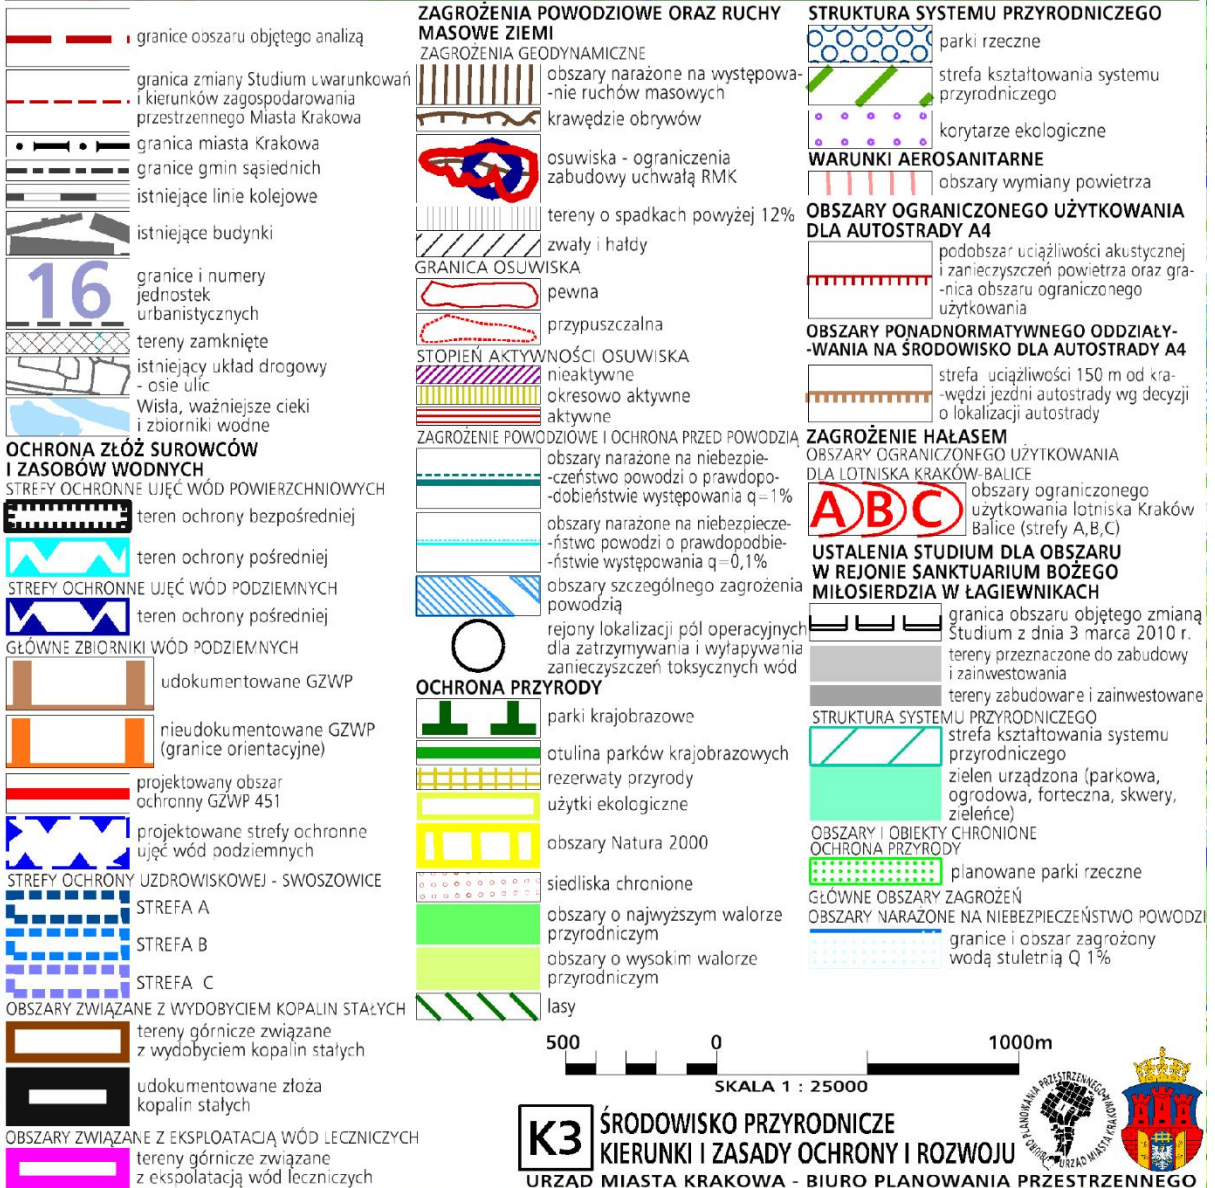 granice obszaru objętego analizą
granica zmiany Studium uwarunkowań
i kierunków zagospodarowania
przestrzennego Miasta Krakowa
granica miasta Krakowa
granice gmin sąsiednich
istniejące linie kolejowe
istniejące budynki
16
granice i numery
jednostek
urbanistycznych
tereny zamknięte
istniejący układ drogowy
- osie ulic
Wisła, ważniejsze cieki
i zbiorniki wodne
OCHRONA ZŁÓŻ SUROWCÓW
I ZASOBÓW WODNYCH
STREFY OCHRONNE UJĘĆ WÓD POWIERZCHNIOWYCH
teren ochrony bezpośredniej
teren ochrony pośredniej
STREFY OCHRONNE UJĘĆ WÓD PODZIEMNYCH
teren ochrony pośredniej
GŁÓWNE ZBIORNIKI WÓD PODZIEMNYCH
udokumentowane GZWP
nieudokumentowane GZWP
(granice orientacyjne)
projektowany obszar
ochronny GZWP 451
projektowane strefy ochronne
ujęć wód podziemnych
STREFY OCHRONY UZDROWISKOWEJ - SWOSZOWICE
STREFA A
STREFA B
STREFA C
OBSZARY ZWIĄZANE Z WYDOBYCIEM KOPALIN STAŁYCH
tereny górnicze związane
z wydobyciem kopalin stałych
udokumentowane złoża
kopalin stałych
OBSZARY ZWIĄZANE Z EKSPLOATACJĄ WÓD LECZNICZYCH
tereny górnicze związane
z ekspolatacją wód leczniczych
ZAGROŻENIA POWODZIOWE ORAZ RUCHY
MASOWE ZIEMI
ZAGROŻENIA GEODYNAMICZNE
obszary narażone na występowa-
-nie ruchów masowych
krawędzie obrywów
osuwiska - ograniczenia
zabudowy uchwałą RMK
tereny o spadkach powyżej 12%
zwały i hałdy
GRANICA OSUWISKA
pewna
przypuszczalna
STOPIEŃ AKTYWNOŚCI OSUWISKA
nieaktywne
okresowo aktywne
aktywne
ZAGROŻENIE POWODZIOWE I OCHRONA PRZED POWODZIĄ
obszary narażone na niebezpie-
-czeństwo powodzi o prawdopo-
-dobieństwie występowania q=1%
obszary narażone na niebezpiecze-
-ństwo powodzi o prawdopodbie-
-ństwie występowania q=0,1%
obszary szczególnego zagrożenia
powodzią
rejony lokalizacji pól operacyjnych
dla zatrzymywania i wyłapywania
zanieczyszczeń toksycznych wód
OCHRONA PRZYRODY
parki krajobrazowe
otulina parków krajobrazowych
rezerwaty przyrody
użytki ekologiczne
obszary Natura 2000
siedliska chronione
obszary o najwyższym walorze
przyrodniczym
obszary o wysokim walorze
przyrodniczym
lasy
STRUKTURA SYSTEMU PRZYRODNICZEGO
parki rzeczne
strefa kształtowania systemu
przyrodniczego
korytarze ekologiczne
WARUNKI AEROSANITARNE
obszary wymiany powietrza
OBSZARY OGRANICZONEGO UŻYTKOWANIA
DLA AUTOSTRADY A4
podobszar uciążliwości akustycznej
i zanieczyszczeń powietrza oraz gra-
-nica obszaru ograniczonego
użytkowania
OBSZARY PONADNORMATYWNEGO ODDZIAŁY-
-WANIA NA ŚRODOWISKO DLA AUTOSTRADY A4
strefa uciążliwości 150 m od kra-
-wędzi jezdni autostrady wg decyzji
o lokalizacji autostrady
ZAGROŻENIE HAŁASEM
OBSZARY OGRANICZONEGO UŻYTKOWANIA
DLA LOTNISKA KRAKÓW-BALICE
A B C
obszary ograniczonego
użytkowania lotniska Kraków
Balice (strefy A,B,C)
USTALENIA STUDIUM DLA OBSZARU
W REJONIE SANKTUARIUM BOŻEGO
MIŁOSIERDZIA W ŁAGIEWNIKACH
granica obszaru objętego zmianą
Studium z dnia 3 marca 2010 r.
tereny przeznaczone do zabudowy
i zainwestowania
tereny zabudowane i zainwestowane
STRUKTURA SYSTEMU PRZYRODNICZEGO
strefa kształtowania systemu
przyrodniczego
zielen urządzona (parkowa,
ogrodowa, forteczna, skwery,
zieleńce)
OBSZARY I OBIEKTY CHRONIONE
OCHRONA PRZYRODY
planowane parki rzeczne
GŁÓWNE OBSZARY ZAGROŻEŃ
OBSZARY NARAŻONE NA NIEBEZPIECZEŃSTWO POWODZI
granice i obszar zagrożony
wodą stuletnią Q 1%
500 0 1000m
SKALA 1 : 25000
K3
ŚRODOWISKO PRZYRODNICZE
KIERUNKI I ZASADY OCHRONY I ROZWOJU
BIURO PLANOWANIA PRZESTRZENNEGO URZĄD MIASTA KRAKOWA
URZĄD MIASTA KRAKOWA - BIURO PLANOWANIA PRZESTRZENNEGO